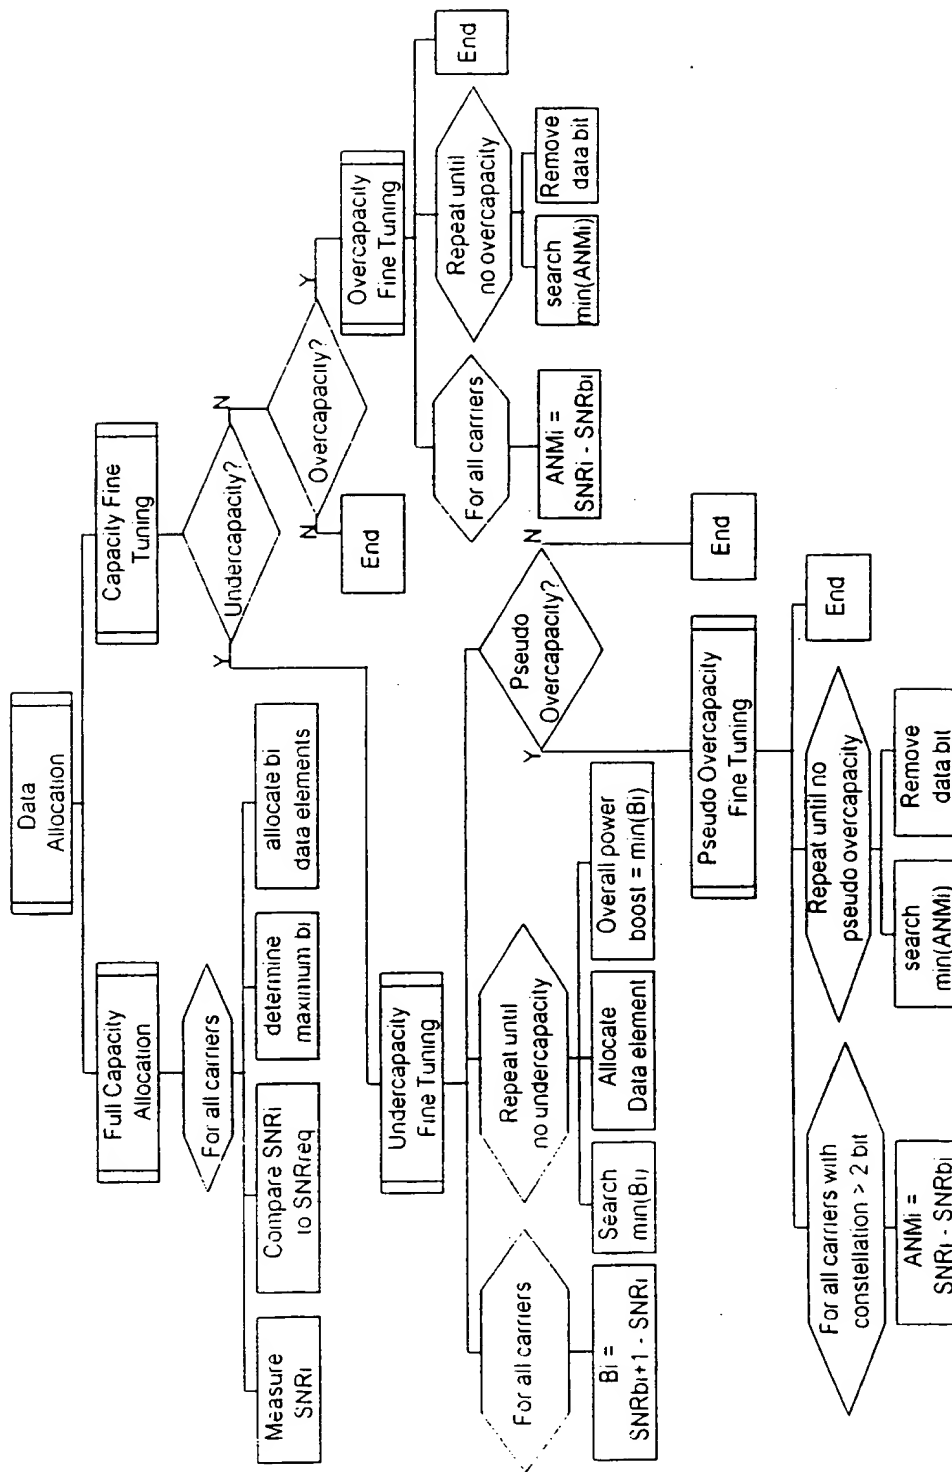 Data
Allocation
Full Capacity
Allocation
Capacity Fine
Tuning
For all carriers
Measure
SNRi
Compare SNRi
to SNRreq
determine
maximum bi
allocate bi
data elements
Undercapacity?
Y
N
Overcapacity?
N
Y
End
Overcapacity
Fine Tuning
For all carriers
ANMi =
SNRi - SNRbi
Repeat until
no overcapacity
search
min(ANMi)
Remove
data bit
End
Undercapacity
Fine Tuning
For all carriers
Bi =
SNRbi+1 - SNRi
Repeat until
no undercapacity
Search
min(Bi)
Allocate
Data element
Overall power
boost = min(Bi)
Pseudo
Overcapacity?
Y
N
End
Pseudo Overcapacity
Fine Tuning
For all carriers with
constellation > 2 bit
ANMi =
SNRi - SNRbi
Repeat until no
pseudo overcapacity
search
min(ANMi)
Remove
data bit
End